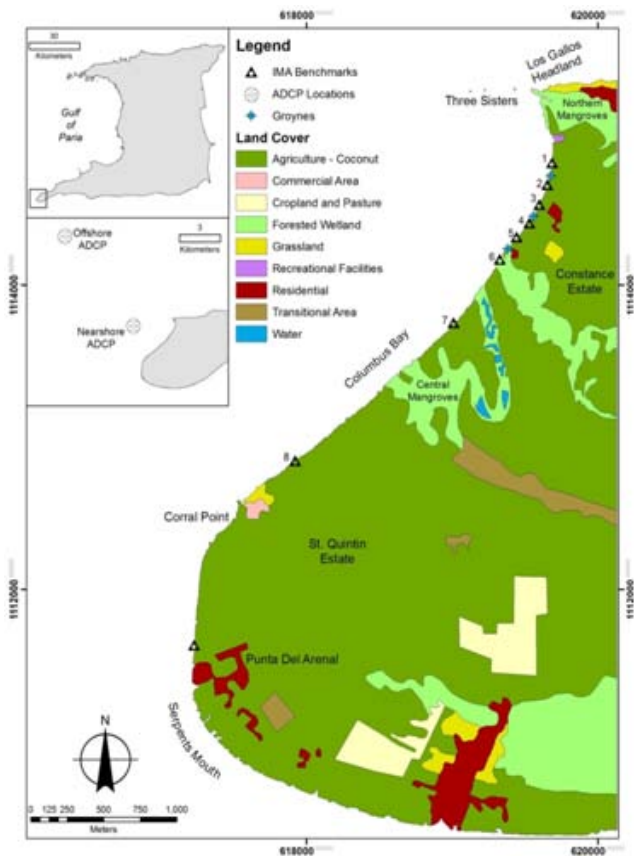 618000
620000
30
Kilometers
Gulf
of
Paria
Offshore
ADCP
3
Kilometers
Nearshore
ADCP
Legend
IMA Benchmarks
ADCP Locations
Groynes
Land Cover
Agriculture - Coconut
Commercial Area
Cropland and Pasture
Forested Wetland
Grassland
Recreational Facilities
Residential
Transitional Area
Water
Los Gallos
Headland
Three Sisters
Northern
Mangroves
1
2
3
4
5
6
Constance
Estate
1114000
1114000
7
Columbus Bay
Central
Mangroves
8
Corral Point
St. Quintin
Estate
1112000
1112000
Punta Del Arenal
Serpents Mouth
N
0 125 250 500 750 1,000
Meters
618000
620000